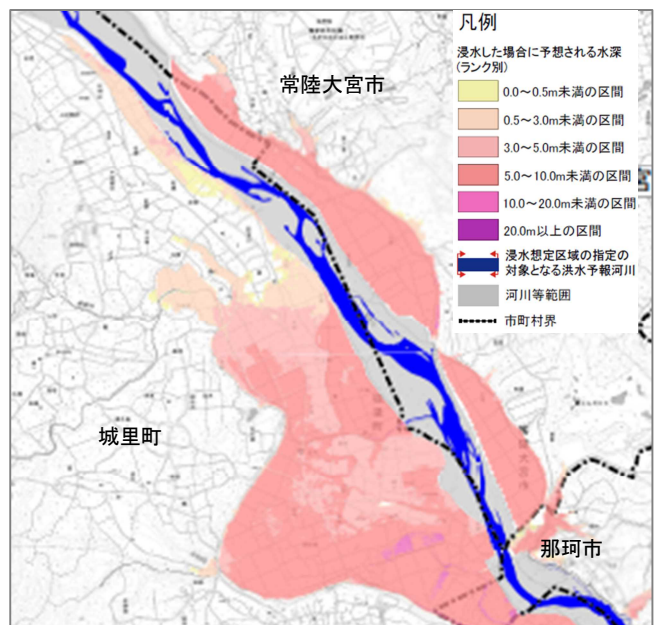 凡例
浸水した場合に予想される水深
(ランク別)
0.0~0.5m未満の区間
0.5~3.0m未満の区間
3.0~5.0m未満の区間
5.0~10.0m未満の区間
10.0~20.0m未満の区間
20.0m以上の区間
浸水想定区域の指定の
対象となる洪水予報河川
河川等範囲
市町村界
常陸大宮市
城里町
那珂市